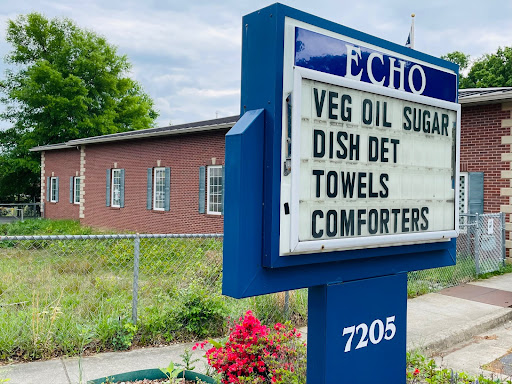 ECHO
VEG OIL SUGAR
DISH DET
TOWELS
COMFORTERS
7205